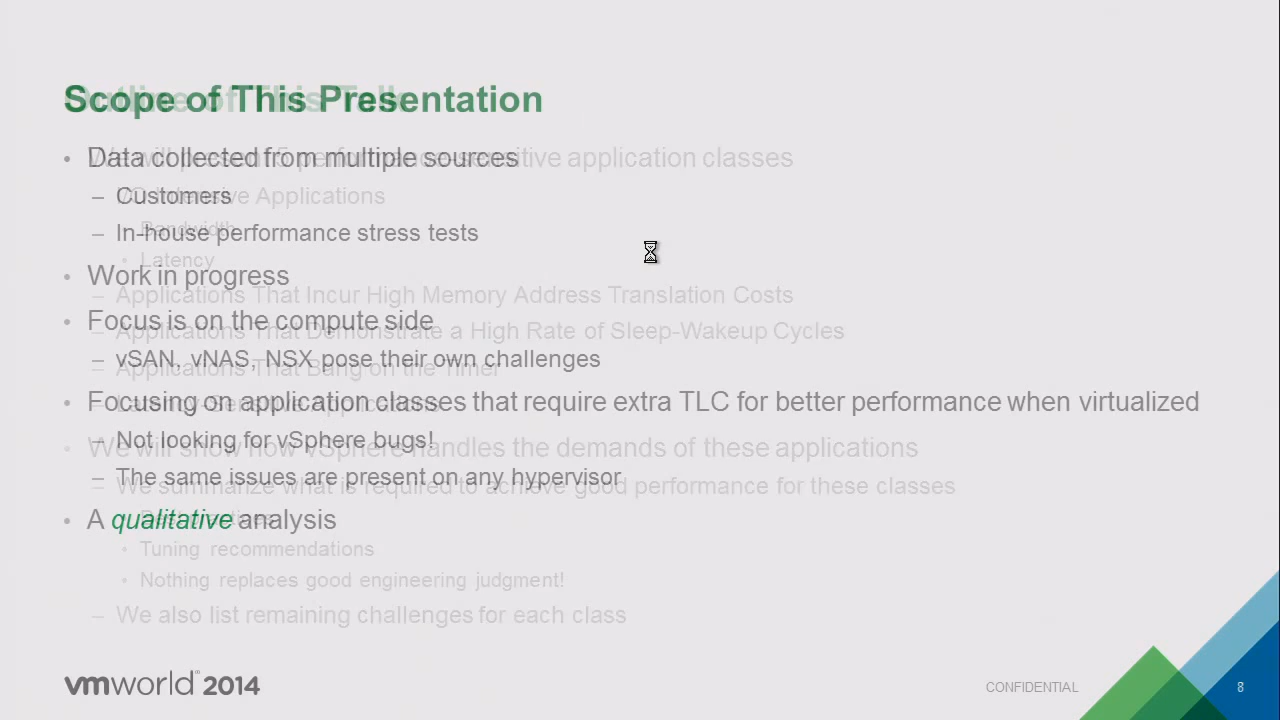 Scope of This Presentation
Outline of This Talk
• Data collected from multiple sources
• We will present 5 performance-sensitive application classes
– Customers
– I/O-Intensive Applications
• Bandwidth
– In-house performance stress tests
• Latency
• Work in progress
– Applications That Incur High Memory Address Translation Costs
• Focus is on the compute side
– Applications That Demonstrate a High Rate of Sleep-Wakeup Cycles
– vSAN, vNAS, NSX pose their own challenges
– Applications That Bang on the Timer
• Focusing on application classes that require extra TLC for better performance when virtualized
– Latency-Sensitive Applications
– Not looking for vSphere bugs!
• We will show how vSphere handles the demands of these applications
– The same issues are present on any hypervisor
– We summarize what is required to achieve good performance for these classes
• A qualitative analysis
• Tuning recommendations
• Nothing replaces good engineering judgment!
– We also list remaining challenges for each class
vmworld 2014
CONFIDENTIAL
8